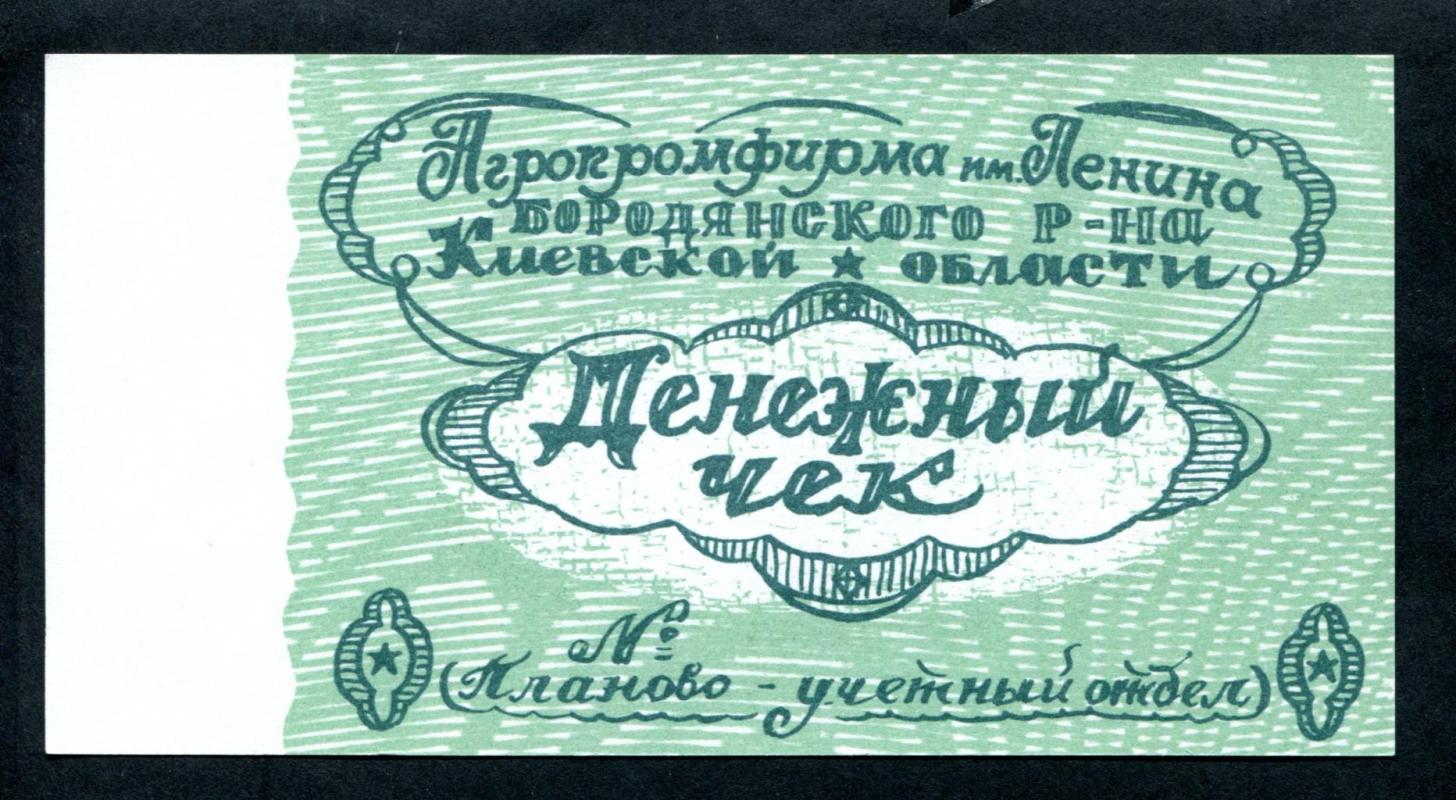 Агропромфирма им. Ленина
БОРОДЯНСКОГО Р-НА
Киевской ★ области
Денежный
чек
№
(Планово - учетный отдел)